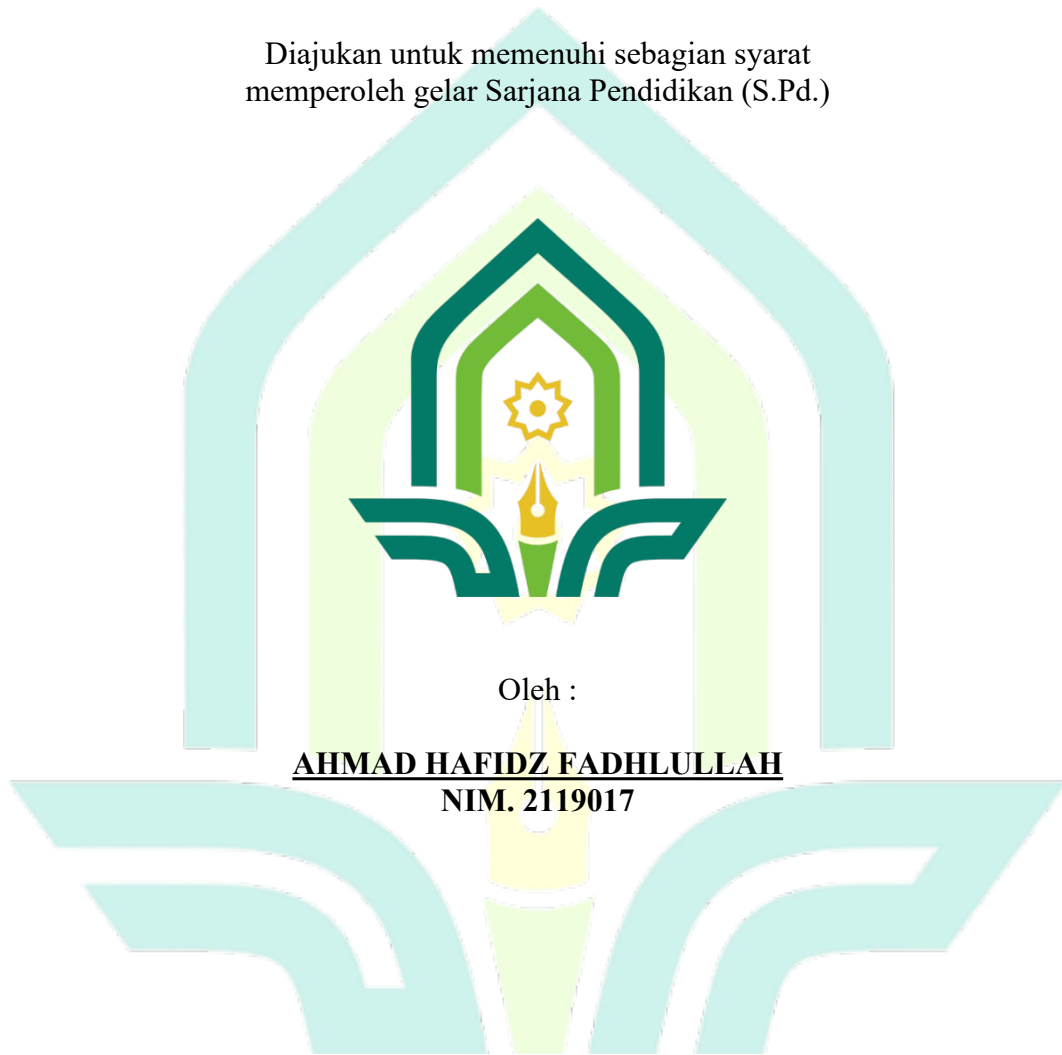 Diajukan untuk memenuhi sebagian syarat
memperoleh gelar Sarjana Pendidikan (S.Pd.)
Oleh :
AHMAD HAFIDZ FADHLULLAH
NIM. 2119017